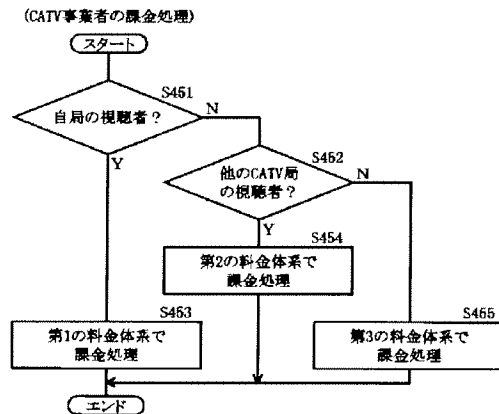 (CATV事業者の課金処理)
スタート
S451
自局の視聴者？
N
Y
S452
他のCATV局
の視聴者？
N
Y
S454
第2の料金体系で
課金処理
S453
第1の料金体系で
課金処理
S455
第3の料金体系で
課金処理
エンド